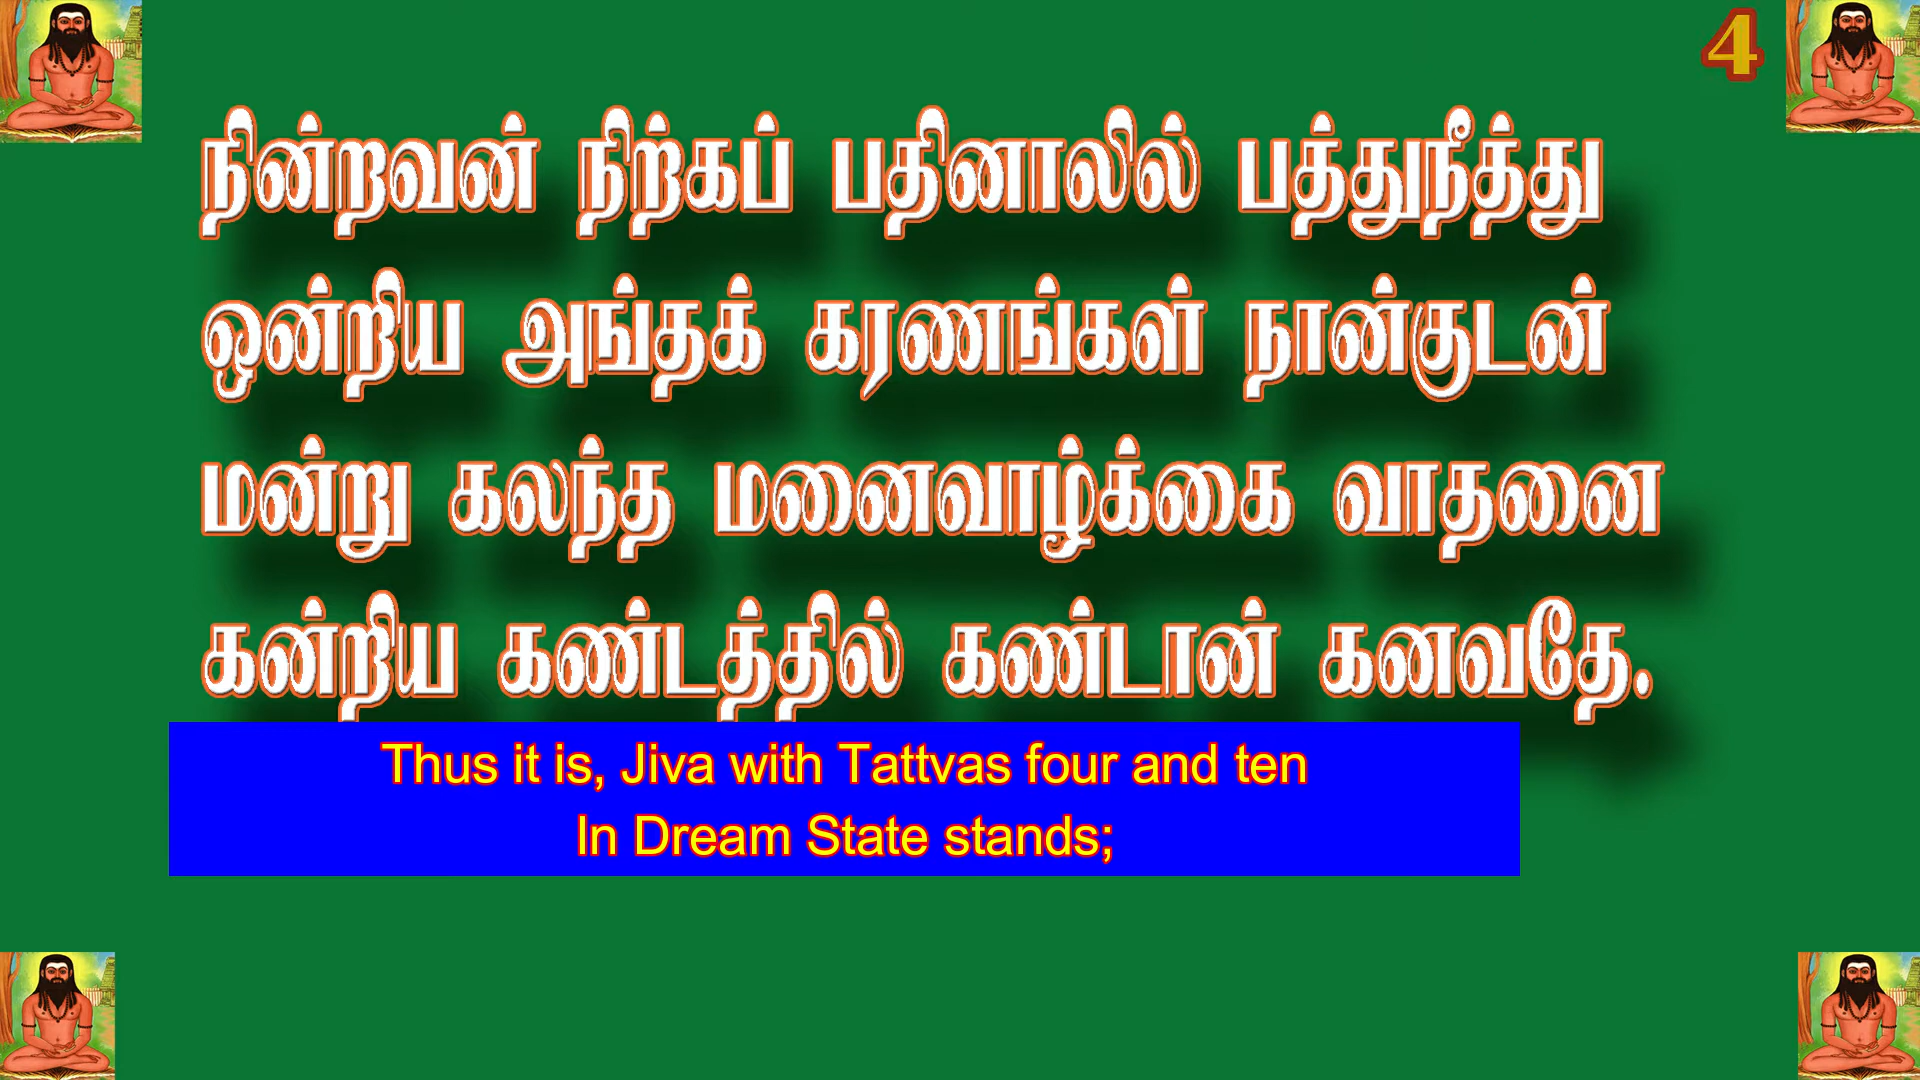 4
நின்றவன் நிற்கப் பதினாலில் பத்துநீத்து
ஒன்றிய அங்தக் கரணங்கள் நான்குடன்
மன்று கலந்த மனைவாழ்க்கை வாதனை
கன்றிய கண்டத்தில் கண்டான் கனவதே.
Thus it is, Jiva with Tattvas four and ten
In Dream State stands;